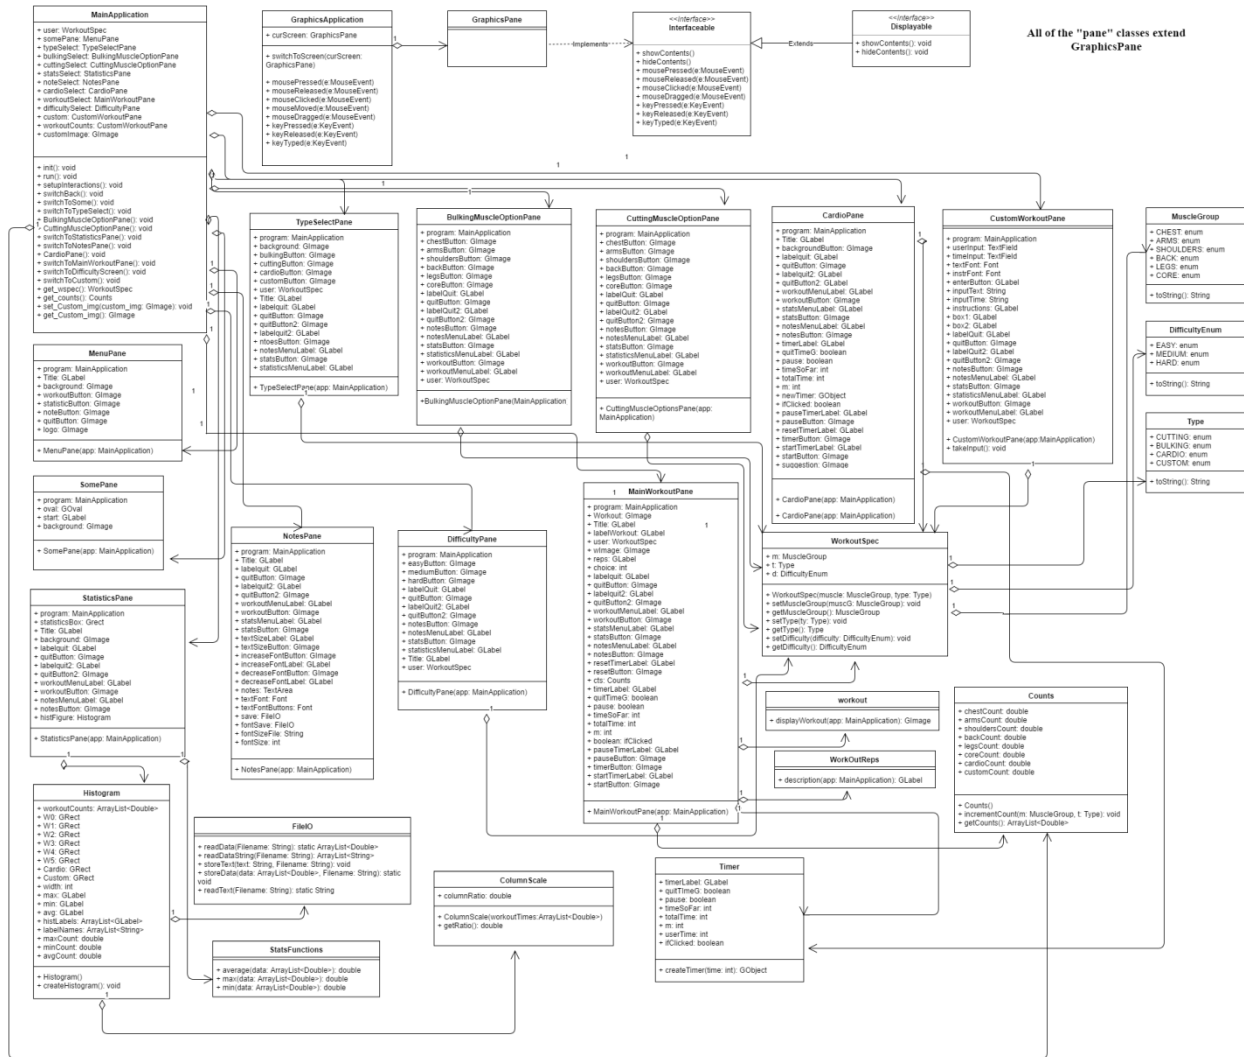 MainApplication
+ user: WorkoutSpec
+ somePane: MenuPane
+ typeSelect: TypeSelectPane
+ bulkingSelect: BulkingMuscleOptionPane
+ cuttingSelect: CuttingMuscleOptionPane
+ statsSelect: StatisticsPane
+ noteSelect: NotesPane
+ cardioSelect: CardioPane
+ workoutSelect: MainWorkoutPane
+ difficultySelect: DifficultyPane
+ custom: CustomWorkoutPane
+ workoutCounts: CustomWorkoutPane
+ customImage: GImage
+ init(): void
+ run(): void
+ setupInteractions(): void
+ switchBack(): void
+ switchToSome(): void
+ switchToTypeSelect(): void
+ BulkingMuscleOptionPane(): void
+ CuttingMuscleOptionPane(): void
+ switchToStatisticsPane(): void
+ switchToNotesPane(): void
+ CardioPane(): void
+ switchToMainWorkoutPane(): void
+ switchToDifficultyScreen(): void
+ switchToCustom(): void
+ get_wspec(): WorkoutSpec
+ get_counts(): Counts
+ set_Custom_img(custom_img: GImage): void
+ get_Custom_img(): GImage
GraphicsApplication
+ curScreen: GraphicsPane
+ switchToScreen(curScreen:
GraphicsPane)
+ mousePressed(e:MouseEvent)
+ mouseReleased(e:MouseEvent)
+ mouseClicked(e:MouseEvent)
+ mouseMoved(e:MouseEvent)
+ mouseDragged(e:MouseEvent)
+ keyPressed(e:KeyEvent)
+ keyReleased(e:KeyEvent)
+ keyTyped(e:KeyEvent)
1
GraphicsPane
Implements
<<Interface>>
Interfaceable
+ showContents()
+ hideContents()
+ mousePressed(e:MouseEvent)
+ mouseReleased(e:MouseEvent)
+ mouseClicked(e:MouseEvent)
+ mouseDragged(e:MouseEvent)
+ keyPressed(e:KeyEvent)
+ keyReleased(e:KeyEvent)
+ keyTyped(e:KeyEvent)
Extends
<<Interface>>
Displayable
+ showContents(): void
+ hideContents(): void
All of the "pane" classes extend
GraphicsPane
TypeSelectPane
+ program: MainApplication
+ background: GImage
+ bulkingButton: GImage
+ cuttingButton: GImage
+ cardioButton: GImage
+ customButton: GImage
+ user: WorkoutSpec
+ Title: GLabel
+ labelquit: GLabel
+ quitButton: GImage
+ quitButton2: GImage
+ labelquit2: GLabel
+ ntoesButton: GImage
+ notesMenuLabel: GLabel
+ statsButton: GImage
+ statisticsMenuLabel: GLabel
+ TypeSelectPane(app: MainApplication)
BulkingMuscleOptionPane
+ program: MainApplication
+ chestButton: GImage
+ armsButton: GImage
+ shouldersButton: GImage
+ backButton: GImage
+ legsButton: GImage
+ coreButton: GImage
+ labelQuit: GLabel
+ quitButton: GImage
+ labelQuit2: GLabel
+ quitButton2: GImage
+ notesButton: GImage
+ notesMenuLabel: GLabel
+ statsButton: GImage
+ statisticsMenuLabel: GLabel
+ workoutButton: GImage
+ workoutMenuLabel: GLabel
+ user: WorkoutSpec
+BulkingMuscleOptionPane(MainApplication
CuttingMuscleOptionPane
+ program: MainApplication
+ chestButton: GImage
+ armsButton: GImage
+ shouldersButton: GImage
+ backButton: GImage
+ legsButton: GImage
+ coreButton: GImage
+ labelQuit: GLabel
+ quitButton: GImage
+ labelQuit2: GLabel
+ quitButton2: GImage
+ notesButton: GImage
+ notesMenuLabel: GLabel
+ statsButton: GImage
+ statisticsMenuLabel: GLabel
+ workoutButton: GImage
+ workoutMenuLabel: GLabel
+ user: WorkoutSpec
+ CuttingMuscleOptionsPane(app:
MainApplication)
CardioPane
+ program: MainApplication
+ Title: GLabel
+ backgroundButton: GImage
+ labelquit: GLabel
+ quitButton: GImage
+ labelquit2: GLabel
+ quitButton2: GImage
+ workoutMenuLabel: GLabel
+ workoutButton: GImage
+ statsMenuLabel: GLabel
+ statsButton: GImage
+ notesMenuLabel: GLabel
+ notesButton: GImage
+ timerLabel: GLabel
+ quitTimeG: boolean
+ pause: boolean
+ timeSoFar: int
+ totalTime: int
+ m: int
+ newTimer: GObject
+ ifClicked: boolean
+ pauseTimerLabel: GLabel
+ pauseButton: GImage
+ resetTimerLabel: GLabel
+ timerButton: GImage
+ startTimerLabel: GLabel
+ startButton: GImage
+ suggestion: GImage
+ CardioPane(app: MainApplication)
+ CardioPane(app: MainApplication)
CustomWorkoutPane
+ program: MainApplication
+ userInput: TextField
+ timeInput: TextField
+ textFont: Font
+ instrFont: Font
+ enterButton: GLabel
+ inputText: String
+ inputTime: String
+ instructions: GLabel
+ box1: GLabel
+ box2: GLabel
+ labelQuit: GLabel
+ quitButton: GImage
+ labelQuit2: GLabel
+ quitButton2: GImage
+ notesButton: GImage
+ notesMenuLabel: GLabel
+ statsButton: GImage
+ statisticsMenuLabel: GLabel
+ workoutButton: GImage
+ workoutMenuLabel: GLabel
+ user: WorkoutSpec
+ CustomWorkoutPane(app:MainApplication)
+ takeInput(): void
MuscleGroup
+ CHEST: enum
+ ARMS: enum
+ SHOULDERS: enum
+ BACK: enum
+ LEGS: enum
+ CORE: enum
+ toString(): String
DifficultyEnum
+ EASY: enum
+ MEDIUM: enum
+ HARD: enum
+ toString(): String
Type
+ CUTTING: enum
+ BULKING: enum
+ CARDIO: enum
+ CUSTOM: enum
+ toString(): String
MenuPane
+ program: MainApplication
+ Title: GLabel
+ background: GImage
+ workoutButton: GImage
+ statisticButton: GImage
+ noteButton: GImage
+ quitButton: GImage
+ logo: GImage
+ MenuPane(app: MainApplication)
SomePane
+ program: MainApplication
+ oval: GOval
+ start: GLabel
+ background: GImage
+ SomePane(app: MainApplication)
StatisticsPane
+ program: MainApplication
+ statisticsBox: Grect
+ Title: GLabel
+ background: GImage
+ labelquit: GLabel
+ quitButton: GImage
+ labelquit2: GLabel
+ quitButton2: GImage
+ workoutMenuLabel: GLabel
+ workoutButton: GImage
+ notesMenuLabel: GLabel
+ notesButton: GImage
+ histFigure: Histogram
+ StatisticsPane(app: MainApplication)
NotesPane
+ program: MainApplication
+ Title: GLabel
+ labelquit: GLabel
+ quitButton: GImage
+ labelquit2: GLabel
+ quitButton2: GImage
+ workoutMenuLabel: GLabel
+ workoutButton: GImage
+ statsMenuLabel: GLabel
+ statsButton: GImage
+ textSizeLabel: GLabel
+ textSizeButton: GImage
+ increaseFontButton: GImage
+ increaseFontLabel: GLabel
+ decreaseFontButton: GImage
+ decreaseFontLabel: GLabel
+ notes: TextArea
+ textFont: Font
+ textFontButtons: Font
+ save: FileIO
+ fontSave: FileIO
+ fontSizeFile: String
+ fontSize: int
+ NotesPane(app: MainApplication)
DifficultyPane
+ program: MainApplication
+ easyButton: GImage
+ mediumButton: GImage
+ hardButton: GImage
+ labelQuit: GLabel
+ quitButton: GImage
+ labelQuit2: GLabel
+ quitButton2: GImage
+ notesButton: GImage
+ notesMenuLabel: GLabel
+ statsButton: GImage
+ statisticsMenuLabel: GLabel
+ Title: GLabel
+ user: WorkoutSpec
+ DifficultyPane(app: MainApplication)
MainWorkoutPane
+ program: MainApplication
+ Workout: GImage
+ Title: GLabel
+ labelWorkout: GLabel
+ user: WorkoutSpec
+ wImage: GImage
+ reps: GLabel
+ choice: int
+ labelquit: GLabel
+ quitButton: GImage
+ labelquit2: GLabel
+ quitButton2: GImage
+ workoutMenuLabel: GLabel
+ workoutButton: GImage
+ statsMenuLabel: GLabel
+ statsButton: GImage
+ notesMenuLabel: GLabel
+ notesButton: GImage
+ resetTimerLabel: GLabel
+ resetButton: GImage
+ cts: Counts
+ timerLabel: GLabel
+ quitTimeG: boolean
+ pause: boolean
+ timeSoFar: int
+ totalTime: int
+ m: int
+ boolean: ifClicked
+ pauseTimerLabel: GLabel
+ pauseButton: GImage
+ timerButton: GImage
+ startTimerLabel: GLabel
+ startButton: GImage
+ MainWorkoutPane(app: MainApplication)
WorkoutSpec
+ m: MuscleGroup
+ t: Type
+ d: DifficultyEnum
+ WorkoutSpec(muscle: MuscleGroup, type: Type)
+ setMuscleGroup(muscG: MuscleGroup): void
+ getMuscleGroup(): MuscleGroup
+ setType(ty: Type): void
+ getType(): Type
+ setDifficulty(difficulty: DifficultyEnum): void
+ getDifficulty(): DifficultyEnum
workout
+ displayWorkout(app: MainApplication): GImage
WorkOutReps
+ description(app: MainApplication): GLabel
Counts
+ chestCount: double
+ armsCount: double
+ shouldersCount: double
+ backCount: double
+ legsCount: double
+ coreCount: double
+ cardioCount: double
+ customCount: double
+ Counts()
+ incrementCount(m: MuscleGroup, t: Type): void
+ getCounts(): ArrayList<Double>
Histogram
+ workoutCounts: ArrayList<Double>
+ W0: GRect
+ W1: GRect
+ W2: GRect
+ W3: GRect
+ W4: GRect
+ W5: GRect
+ Cardio: GRect
+ Custom: GRect
+ width: int
+ max: GLabel
+ min: GLabel
+ avg: GLabel
+ histLabels: ArrayList<GLabel>
+ labelNames: ArrayList<String>
+ maxCount: double
+ minCount: double
+ avgCount: double
+ Histogram()
+ createHistogram(): void
FileIO
+ readData(Filename: String): static ArrayList<Double>
+ readDataString(Filename: String): ArrayList<String>
+ storeText(text: String, Filename: String): void
+ storeData(data: ArrayList<Double>, Filename: String): static
void
+ readText(Filename: String): static String
StatsFunctions
+ average(data: ArrayList<Double>): double
+ max(data: ArrayList<Double>): double
+ min(data: ArrayList<Double>): double
ColumnScale
+ columnRatio: double
+ ColumnScale(workoutTimes:ArrayList<Double>)
+ getRatio(): double
Timer
+ timerLabel: GLabel
+ quitTimeG: boolean
+ pause: boolean
+ timeSoFar: int
+ totalTime: int
+ m: int
+ userTime: int
+ ifClicked: boolean
+ createTimer(time: int): GObject